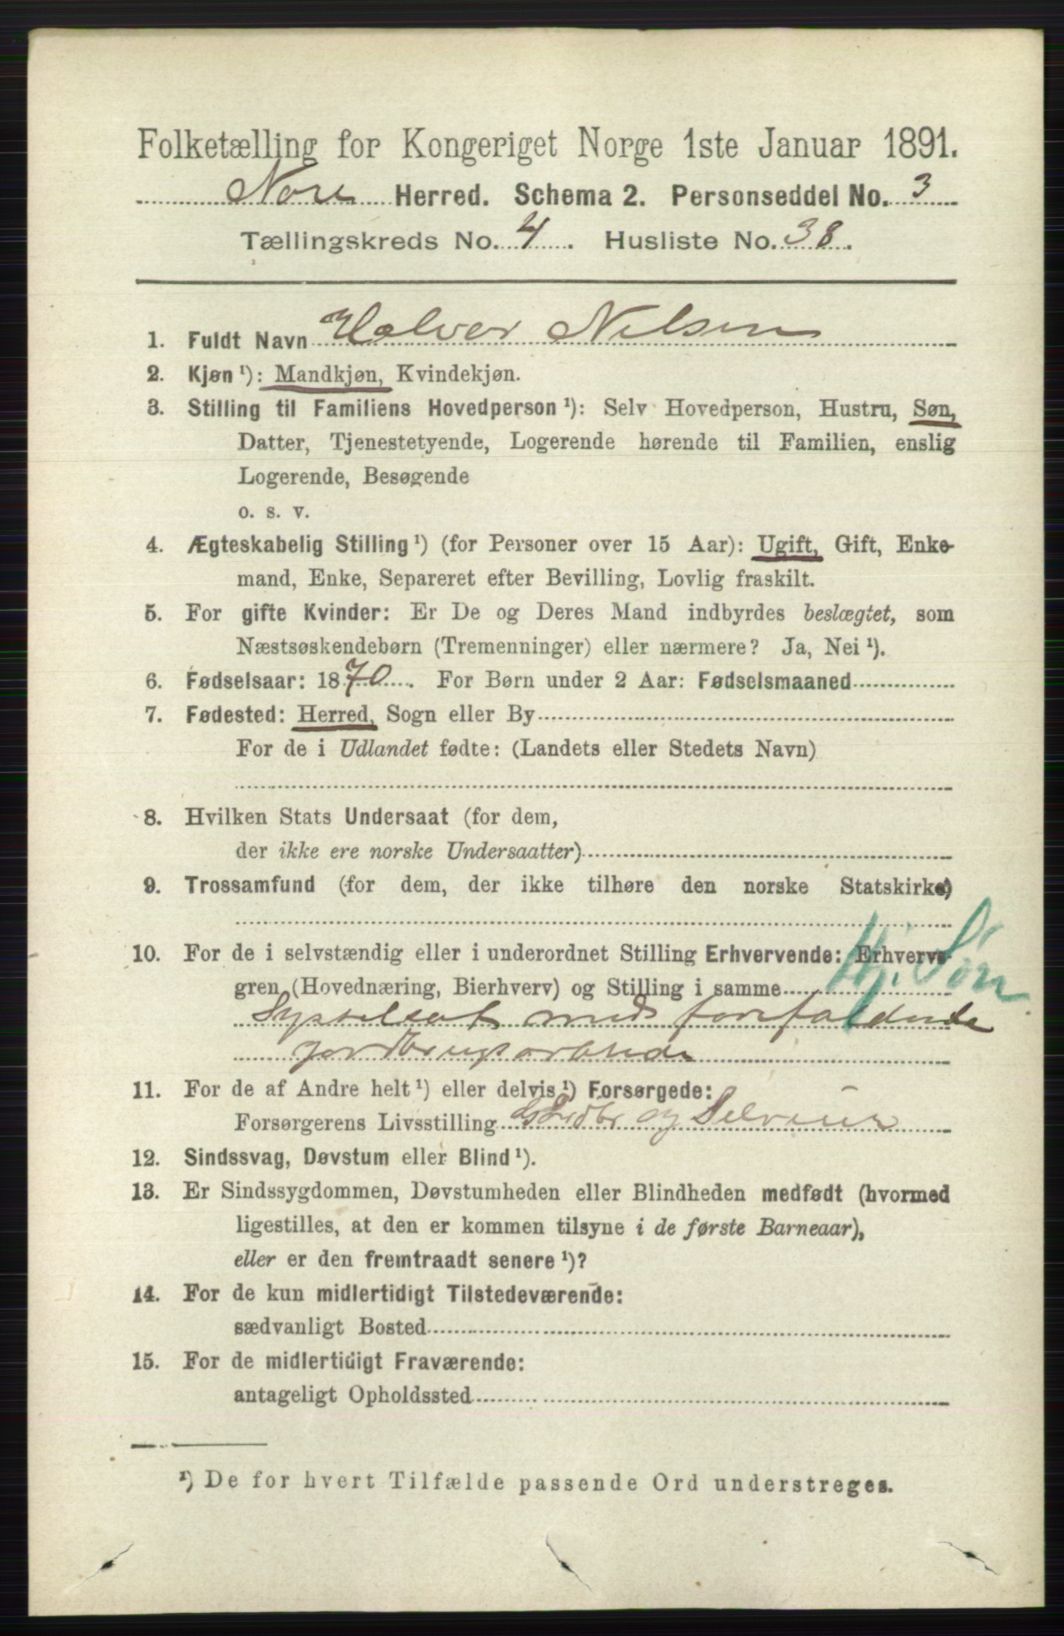 Folketælling for Kongeriget Norge 1ste Januar 1891.
Nore Herred. Schema 2. Personseddel No. 3
Tællingskreds No. 4. Husliste No. 38.
1. Fuldt Navn Halvor Nilsen
2. Kjøn ¹): Mandkjøn, Kvindekjøn.
3. Stilling til Familiens Hovedperson ¹): Selv Hovedperson, Hustru, Søn,
Datter, Tjenestetyende, Logerende hørende til Familien, enslig
Logerende, Besøgende
o. s. v.
4. Ægteskabelig Stilling ¹) (for Personer over 15 Aar): Ugift, Gift, Enke-
mand, Enke, Separeret efter Bevilling, Lovlig fraskilt.
5. For gifte Kvinder: Er De og Deres Mand indbyrdes beslægtet, som
Næstsøskendebørn (Tremenninger) eller nærmere? Ja, Nei ¹).
6. Fødselsaar: 1870. For Børn under 2 Aar: Fødselsmaaned
7. Fødested: Herred, Sogn eller By
For de i Udlandet fødte: (Landets eller Stedets Navn)
8. Hvilken Stats Undersaat (for dem,
der ikke ere norske Undersaatter)
9. Trossamfund (for dem, der ikke tilhøre den norske Statskirke)
10. For de i selvstændig eller i underordnet Stilling Erhvervende: Erhvervs-
gren (Hovednæring, Bierhverv) og Stilling i samme Hj. Søn
Sysselsat med forefaldende
jordbrugsarbeide
11. For de af Andre helt ¹) eller delvis ¹) Forsørgede:
Forsørgerens Livsstilling og Selveier
12. Sindssvag, Døvstum eller Blind ¹).
13. Er Sindssygdommen, Døvstumheden eller Blindheden medfødt (hvormed
ligestilles, at den er kommen tilsyne i de første Barneaar),
eller er den fremtraadt senere ¹)?
14. For de kun midlertidigt Tilstedeværende:
sædvanligt Bosted
15. For de midlertidigt Fraværende:
antageligt Opholdssted
¹) De for hvert Tilfælde passende Ord understreges.